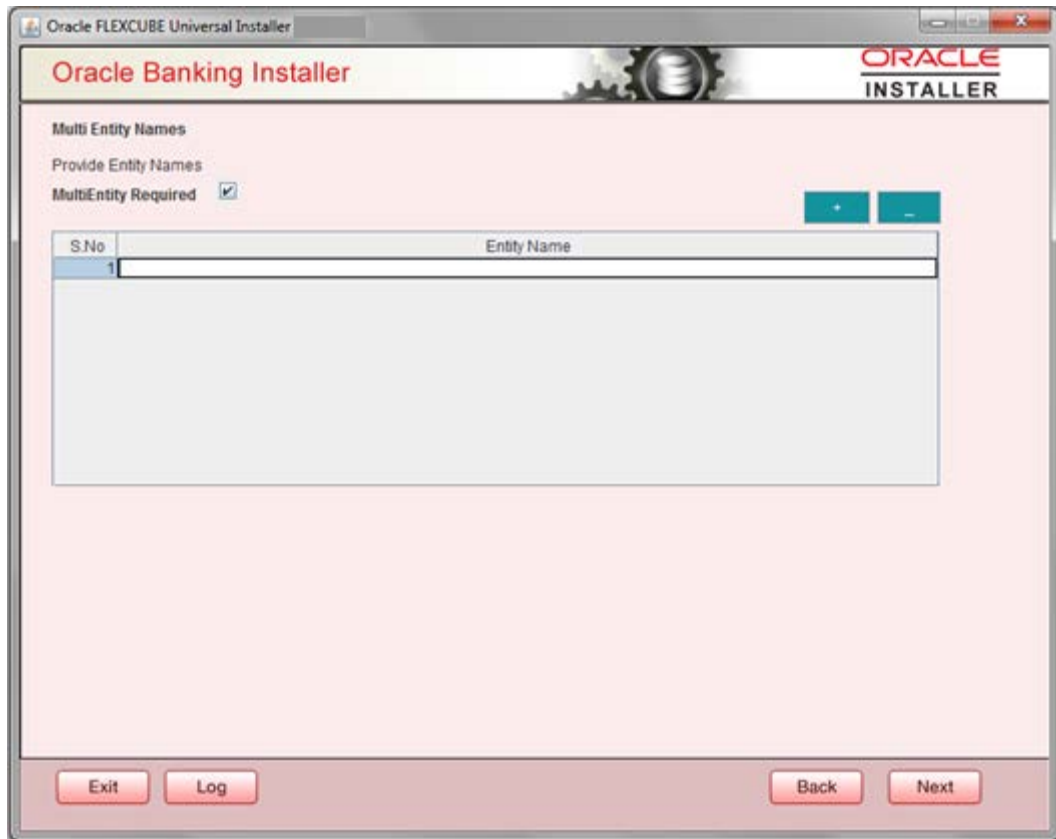 Oracle FLEXCUBE Universal Installer
Oracle Banking Installer
ORACLE
INSTALLER
Multi Entity Names
Provide Entity Names
MultiEntity Required
+ _
S.No Entity Name
1
Exit Log Back Next